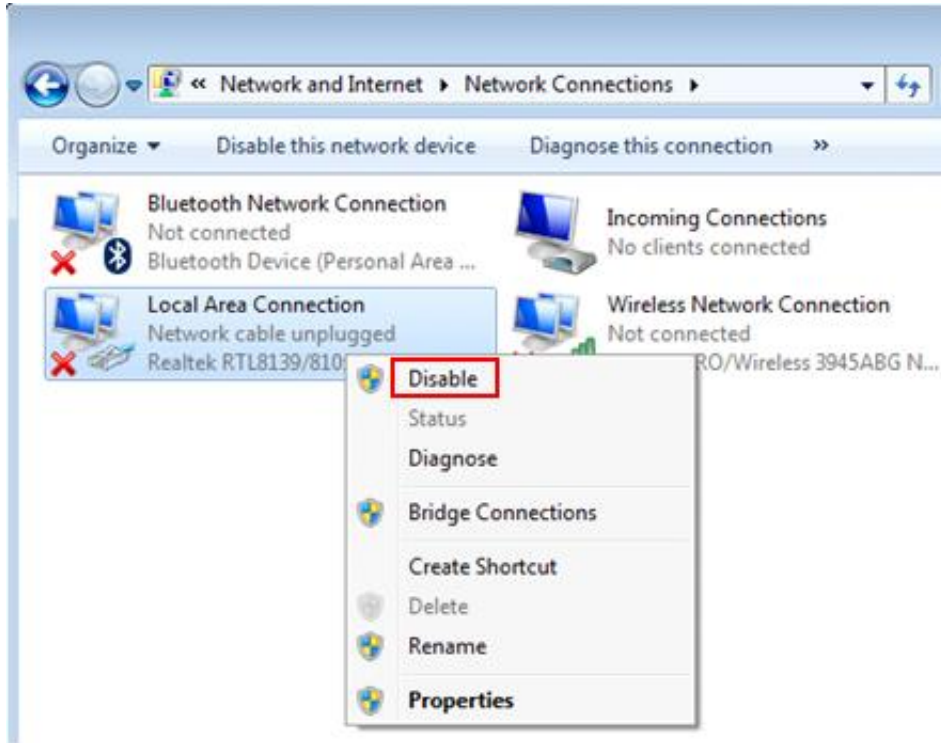 « Network and Internet ▸ Network Connections ▸
Organize ▾ Disable this network device Diagnose this connection »
Bluetooth Network Connection
Not connected
Bluetooth Device (Personal Area ...
Incoming Connections
No clients connected
Local Area Connection
Network cable unplugged
Realtek RTL8139/810
Wireless Network Connection
Not connected
RO/Wireless 3945ABG N...
Disable
Status
Diagnose
Bridge Connections
Create Shortcut
Delete
Rename
Properties